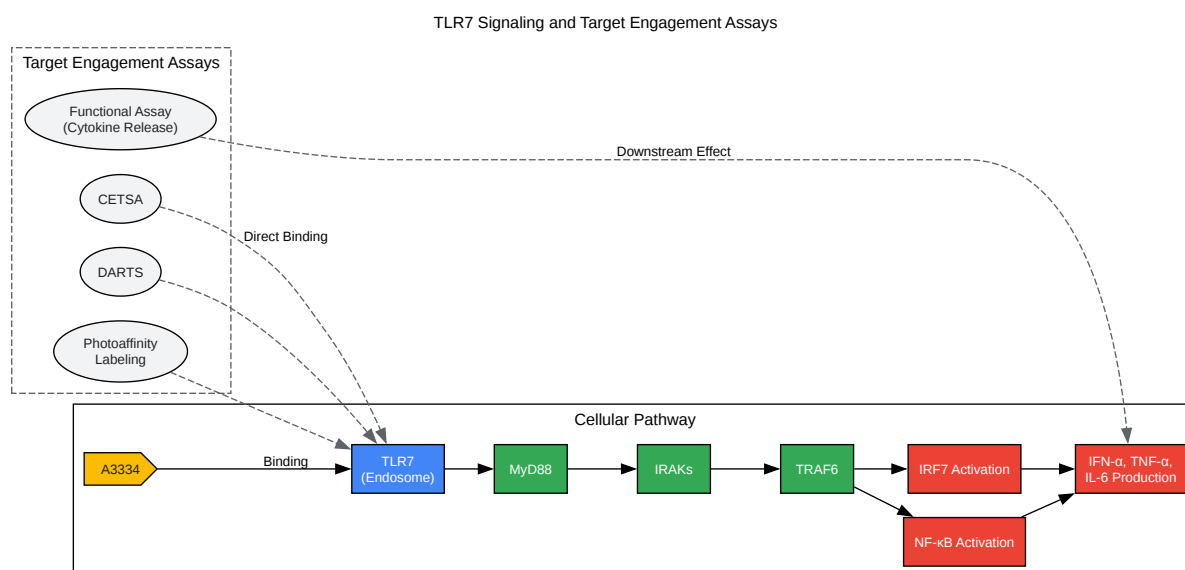 TLR7 Signaling and Target Engagement Assays
Target Engagement Assays
Functional Assay
(Cytokine Release)
Downstream Effect
CETSA
Direct Binding
DARTS
Photoaffinity
Labeling
Cellular Pathway
A3334
Binding
TLR7
(Endosome)
MyD88
IRAKs
TRAF6
IRF7 Activation
IFN-α, TNF-α,
IL-6 Production
NF-κB Activation